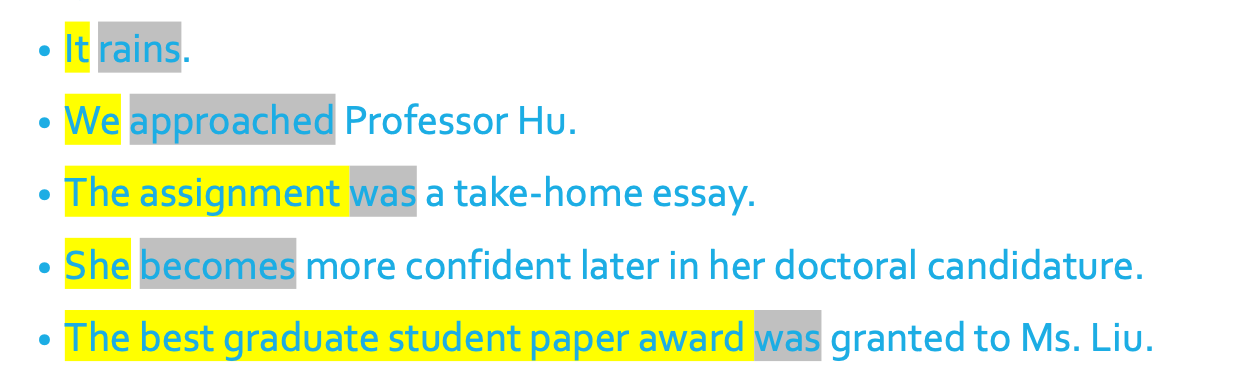 • It rains.
• We approached Professor Hu.
• The assignment was a take-home essay.
• She becomes more confident later in her doctoral candidature.
• The best graduate student paper award was granted to Ms. Liu.